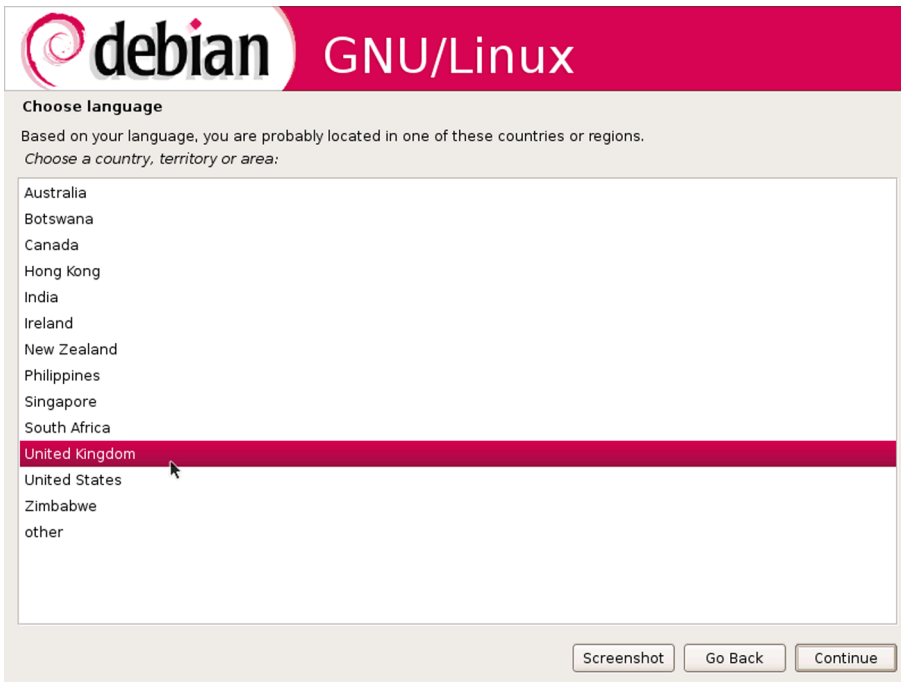 debian GNU/Linux
Choose language
Based on your language, you are probably located in one of these countries or regions.
Choose a country, territory or area:
Australia
Botswana
Canada
Hong Kong
India
Ireland
New Zealand
Philippines
Singapore
South Africa
United Kingdom
United States
Zimbabwe
other
Screenshot Go Back Continue